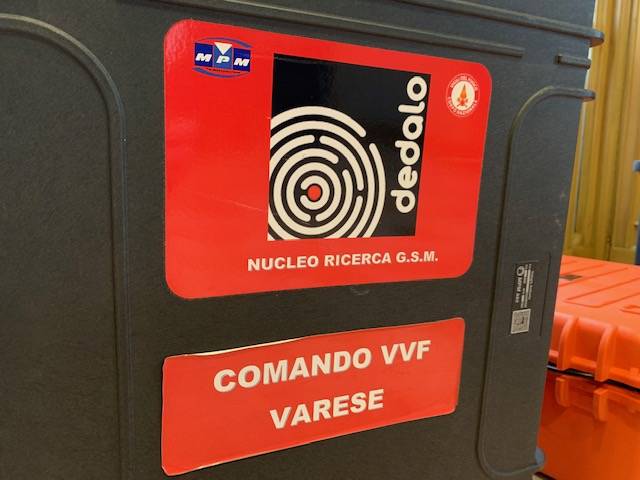 MPM
dedalo
NUCLEO RICERCA G.S.M.
COMANDO VVF
VARESE